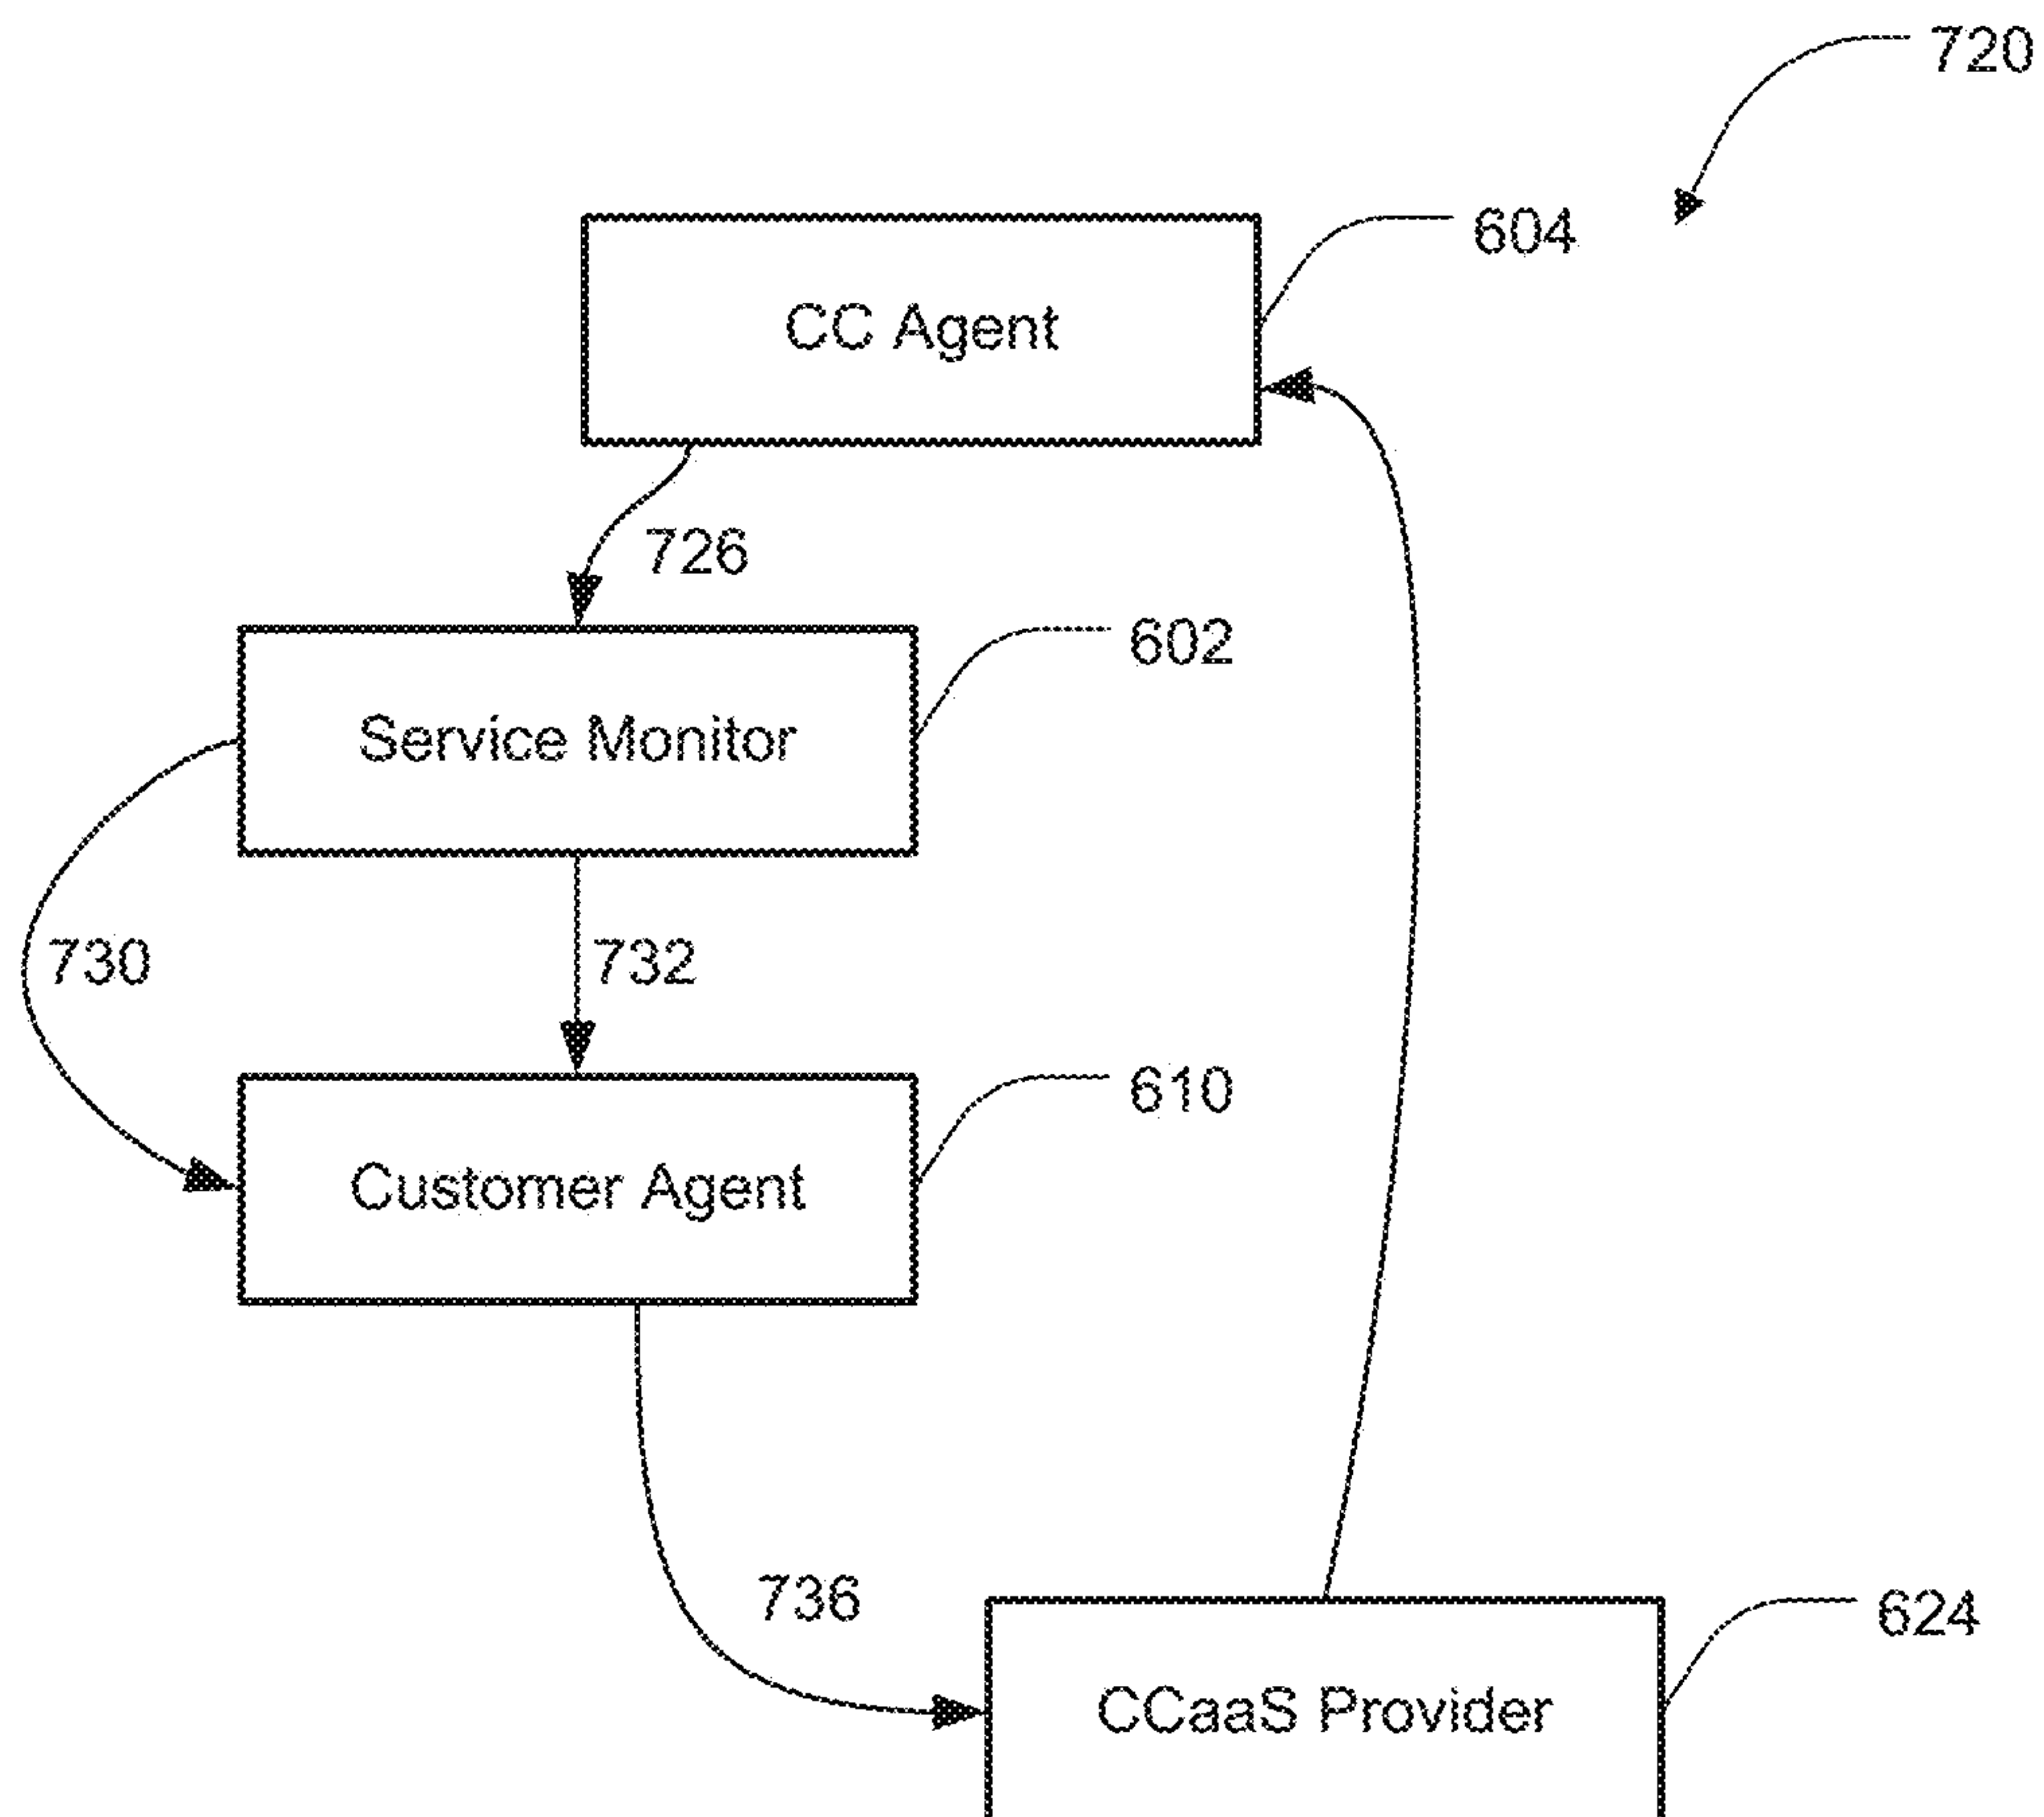 720
604
CC Agent
726
602
Service Monitor
730
732
610
Customer Agent
736
624
CCaaS Provider